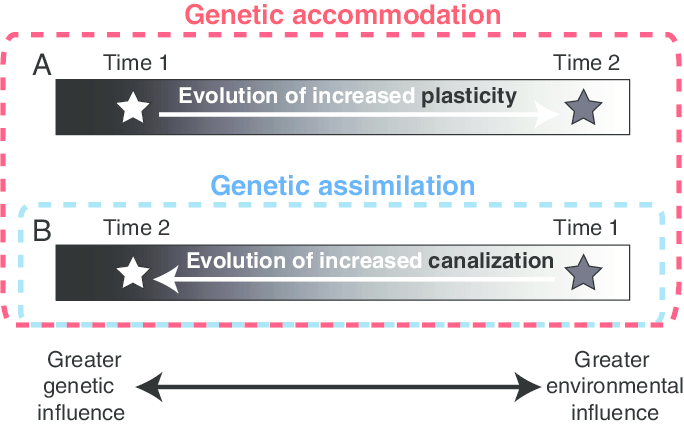 Genetic accommodation
A
Time 1
Time 2
Evolution of increased plasticity
Genetic assimilation
B
Time 2
Time 1
Evolution of increased canalization
Greater
genetic
influence
Greater
environmental
influence